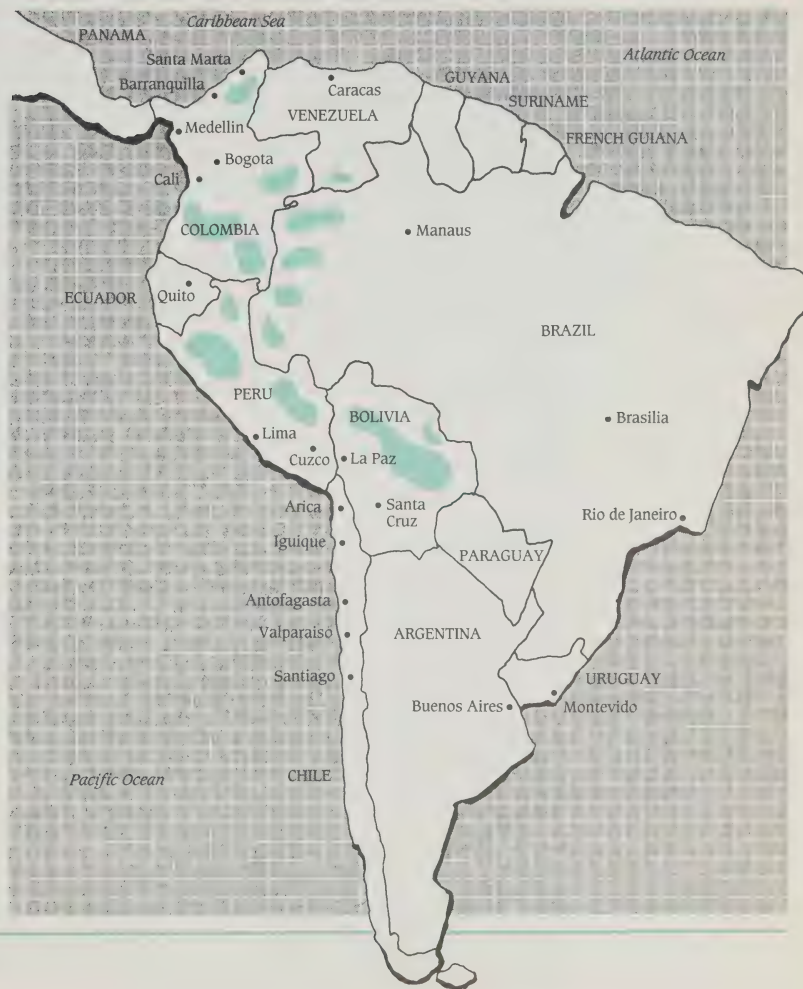 Caribbean Sea
PANAMA
Santa Marta
Atlantic Ocean
Barranquilla
Caracas
GUYANA
VENEZUELA
SURINAME
Medellin
FRENCH GUIANA
Bogota
Cali
COLOMBIA
Manaus
ECUADOR
Quito
BRAZIL
PERU
BOLIVIA
Brasilia
Lima
Cuzco
La Paz
Arica
Santa
Cruz
Rio de Janeiro
Iguique
PARAGUAY
Antofagasta
Valparaiso
ARGENTINA
Santiago
URUGUAY
Buenos Aires
Montevido
Pacific Ocean
CHILE